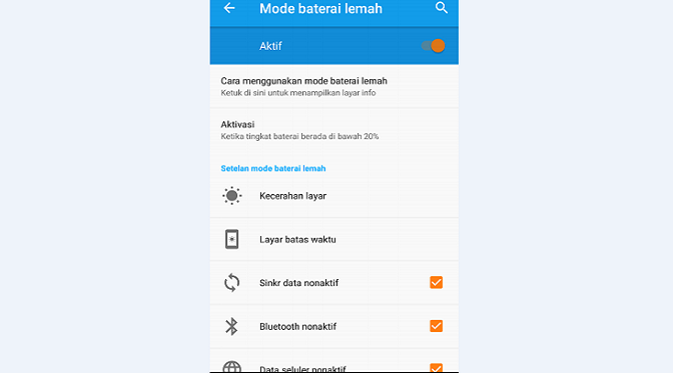 Mode baterai lemah
Aktif
Cara menggunakan mode baterai lemah
Ketuk di sini untuk menampilkan layar info
Aktivasi
Ketika tingkat baterai berada di bawah 20%
Setelan mode baterai lemah
Kecerahan layar
Layar batas waktu
Sinkr data nonaktif
Bluetooth nonaktif
Data seluler nonaktif